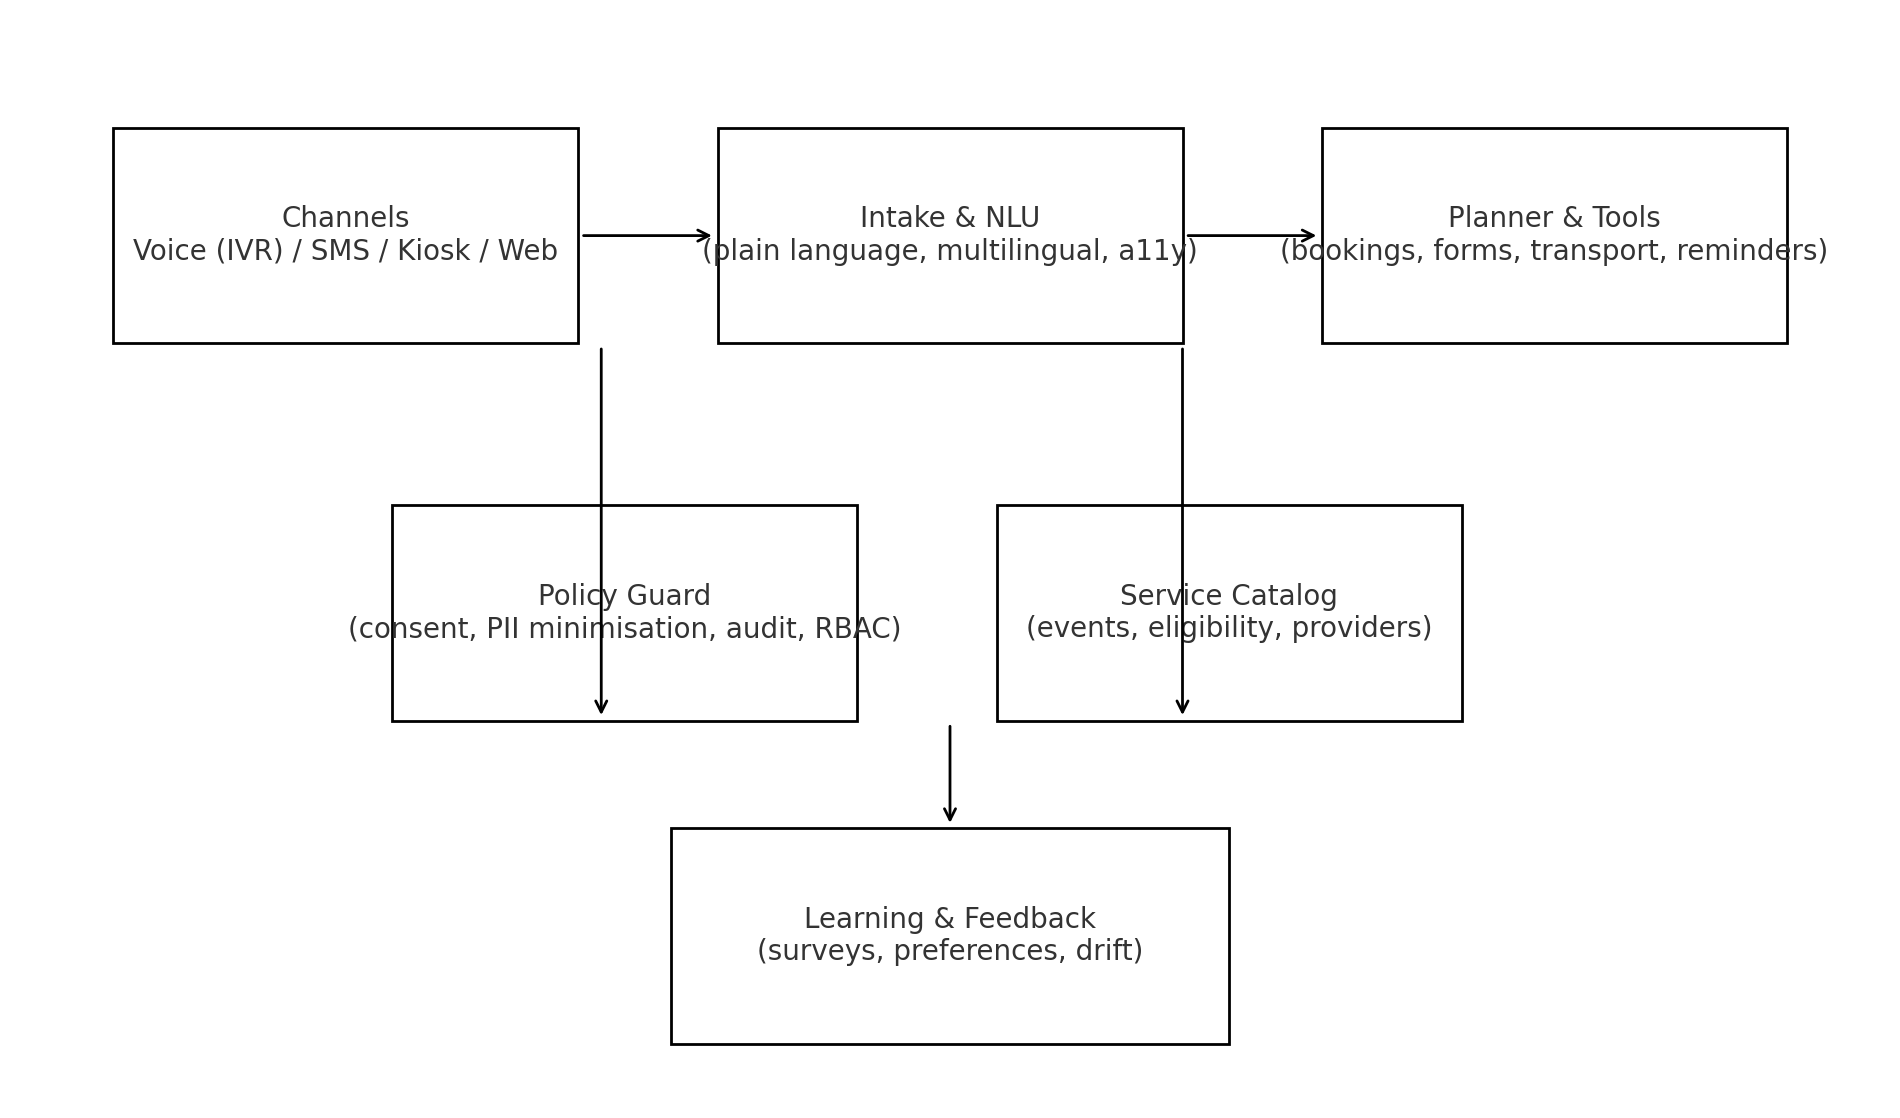 Channels
Voice (IVR) / SMS / Kiosk / Web
Intake & NLU
(plain language, multilingual, a11y)
Planner & Tools
(bookings, forms, transport, reminders)
Policy Guard
(consent, PII minimisation, audit, RBAC)
Service Catalog
(events, eligibility, providers)
Learning & Feedback
(surveys, preferences, drift)